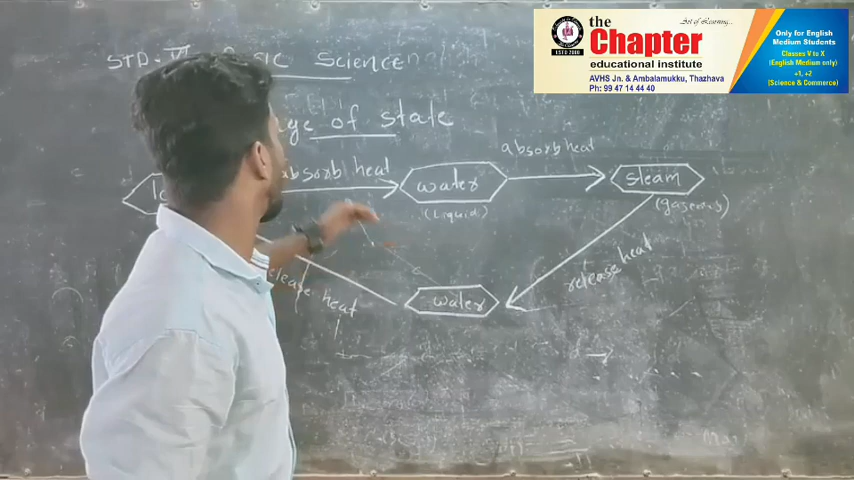 the
Chapter
educational institute
AVHS Jn. & Ambalamukku, Thazhava
Ph: 99 47 14 44 40
Art of Learning...
ESTD 2009
Only for English
Medium Students
Classes V to X
(English Medium only)
+1, +2
(Science & Commerce)
STD - VI Science
of state
absorb heat
water
(Liquid)
absorb heat
steam
(gaseous)
release heat
water
release heat